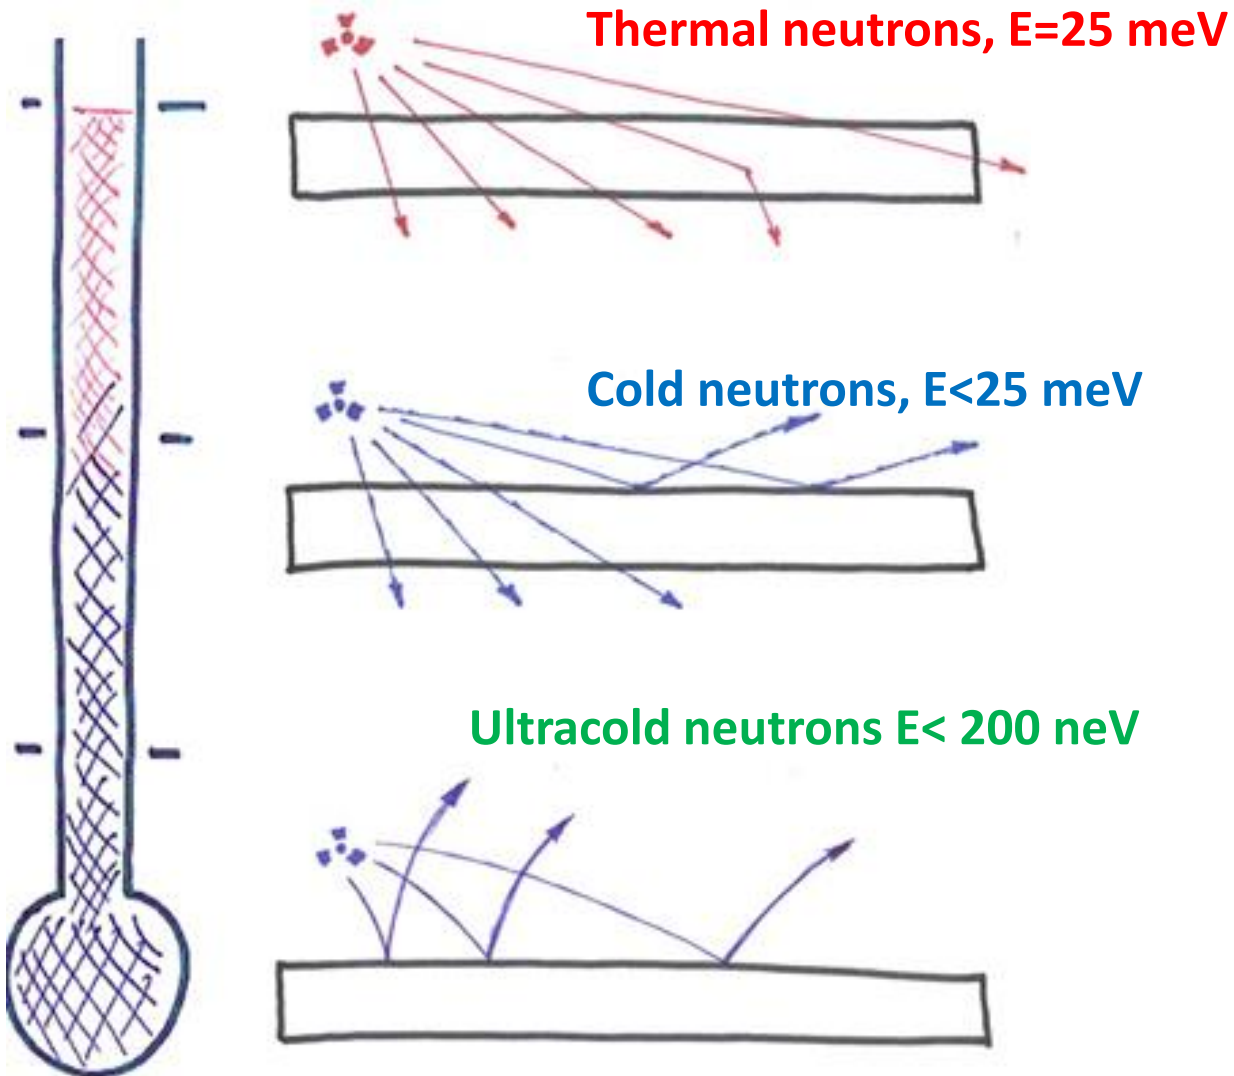 Thermal neutrons, E=25 meV
Cold neutrons, E<25 meV
Ultracold neutrons E< 200 neV